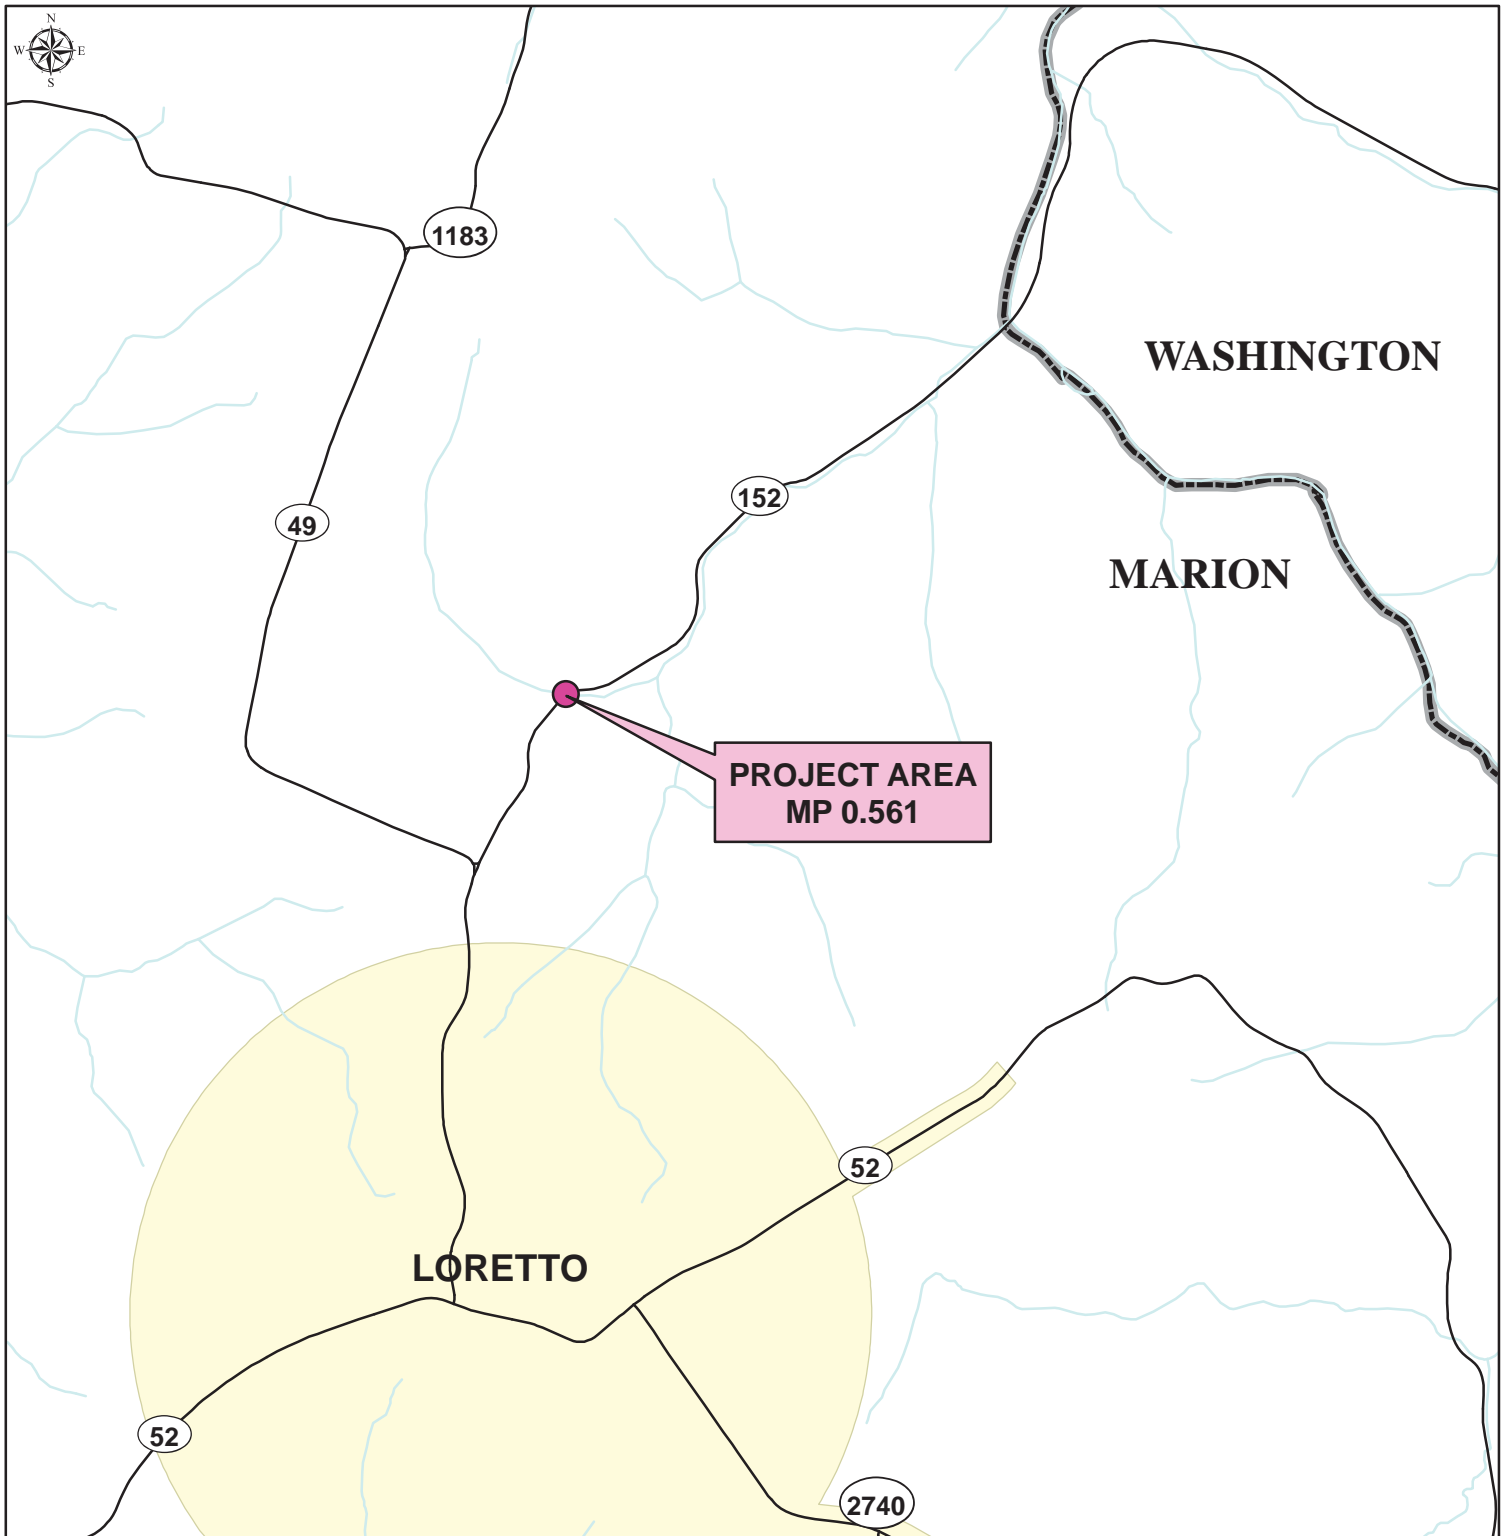 N
W E
S
1183
WASHINGTON
152
49
MARION
PROJECT AREA
MP 0.561
52
LORETTO
52
2740